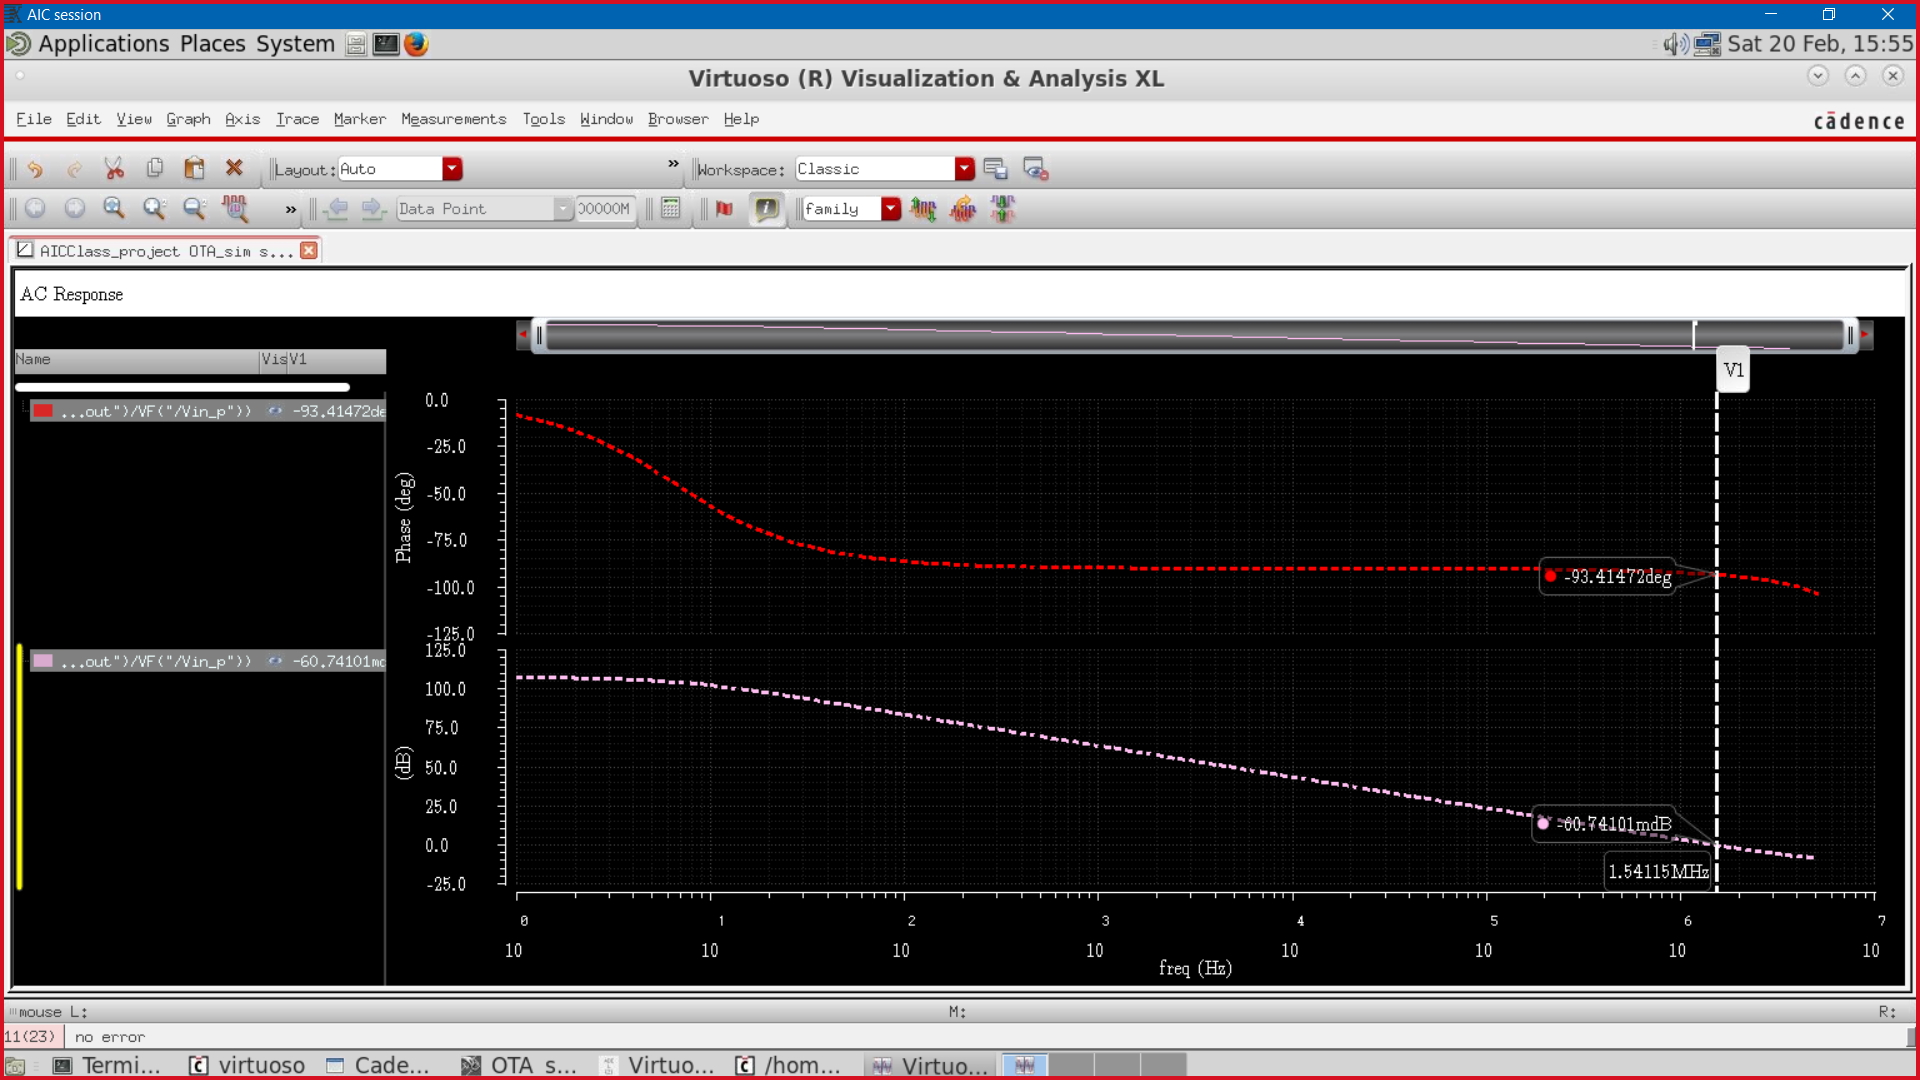 AIC session
Applications Places System
Sat 20 Feb, 15:55
Virtuoso (R) Visualization & Analysis XL
File Edit View Graph Axis Trace Marker Measurements Tools Window Browser Help
cādence
Layout: Auto
»
Workspace: Classic
»
Data Point
00000M
family
AICClass_project OTA_sim s...
AC Response
Name
Vis
V1
V1
...out")/VF("/Vin_p"))
-93.41472de
0.0
-25.0
-50.0
-75.0
-100.0
-125.0
Phase (deg)
-93.41472deg
...out")/VF("/Vin_p"))
-60.74101md
125.0
100.0
75.0
50.0
25.0
0.0
-25.0
(dB)
-60.74101mdB
1.54115MHz
0 1 2 3 4 5 6 7
10 10 10 10 10 10 10 10
freq (Hz)
mouse L:
M:
R:
11(23)
no error
Termi...
virtuoso
Cade...
OTA s...
Virtuo...
/hom...
Virtuo...